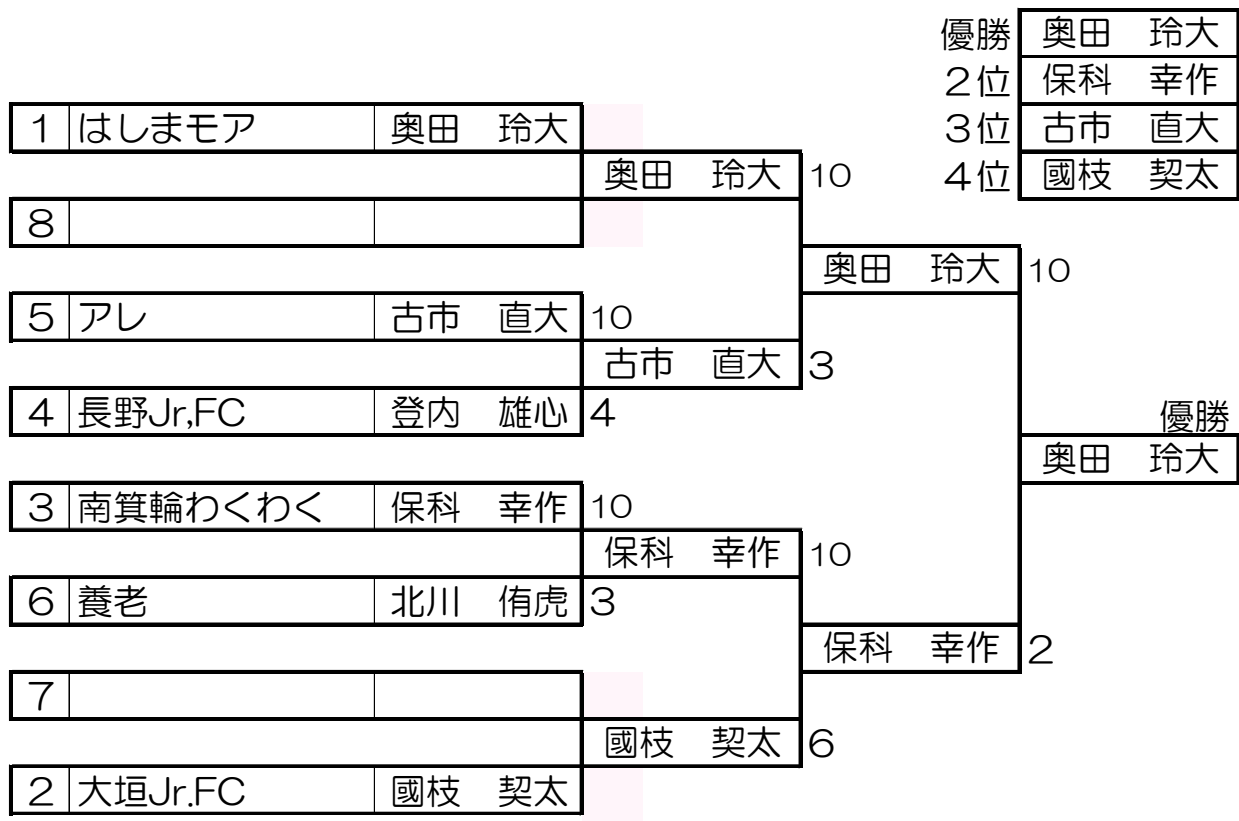 優勝 奥田 玲大
２位 保科 幸作
1 はしまモア 奥田 玲大 ３位 古市 直大
奥田 玲大 10 ４位 國枝 契太
8
奥田 玲大 10
5 アレ 古市 直大 10
古市 直大 3
4 長野Jr,FC 登内 雄心 4
優勝
奥田 玲大
3 南箕輪わくわく 保科 幸作 10
保科 幸作 10
6 養老 北川 侑虎 3
保科 幸作 2
7
國枝 契太 6
2 大垣Jr.FC 國枝 契太